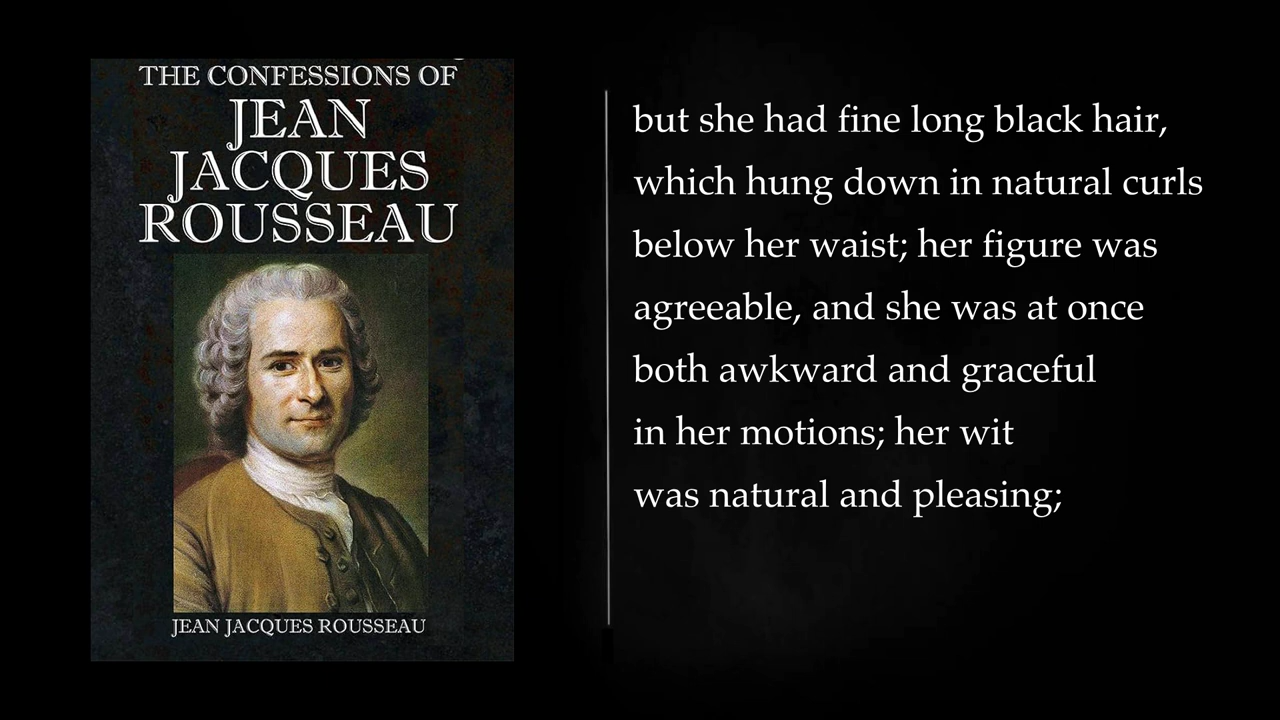 THE CONFESSIONS OF
JEAN
JACQUES
ROUSSEAU
JEAN JACQUES ROUSSEAU
but she had fine long black hair,
which hung down in natural curls
below her waist; her figure was
agreeable, and she was at once
both awkward and graceful
in her motions; her wit
was natural and pleasing;